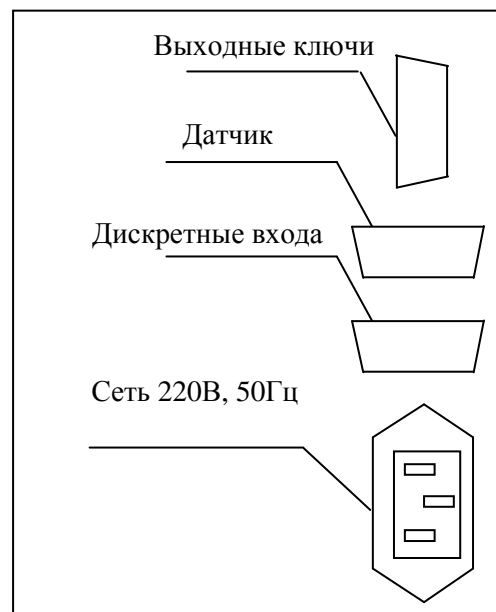 Выходные ключи
Датчик
Дискретные входа
Сеть 220В, 50Гц